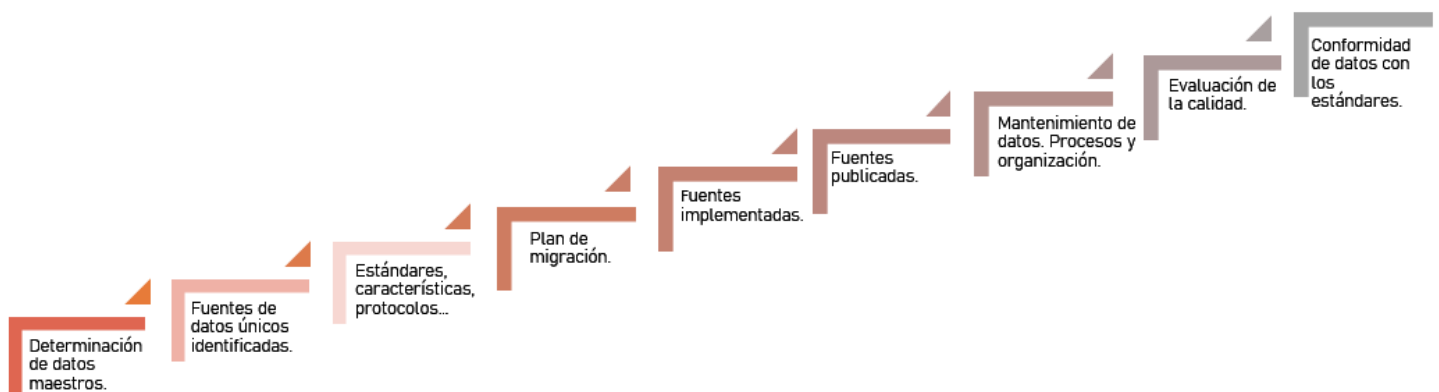 Determinación
de datos
maestros.
Fuentes de
datos únicos
identificadas.
Estándares,
características,
protocolos...
Plan de
migración.
Fuentes
implementadas.
Fuentes
publicadas.
Mantenimiento de
datos. Procesos y
organización.
Evaluación de
la calidad.
Conformidad
de datos con
los
estándares.